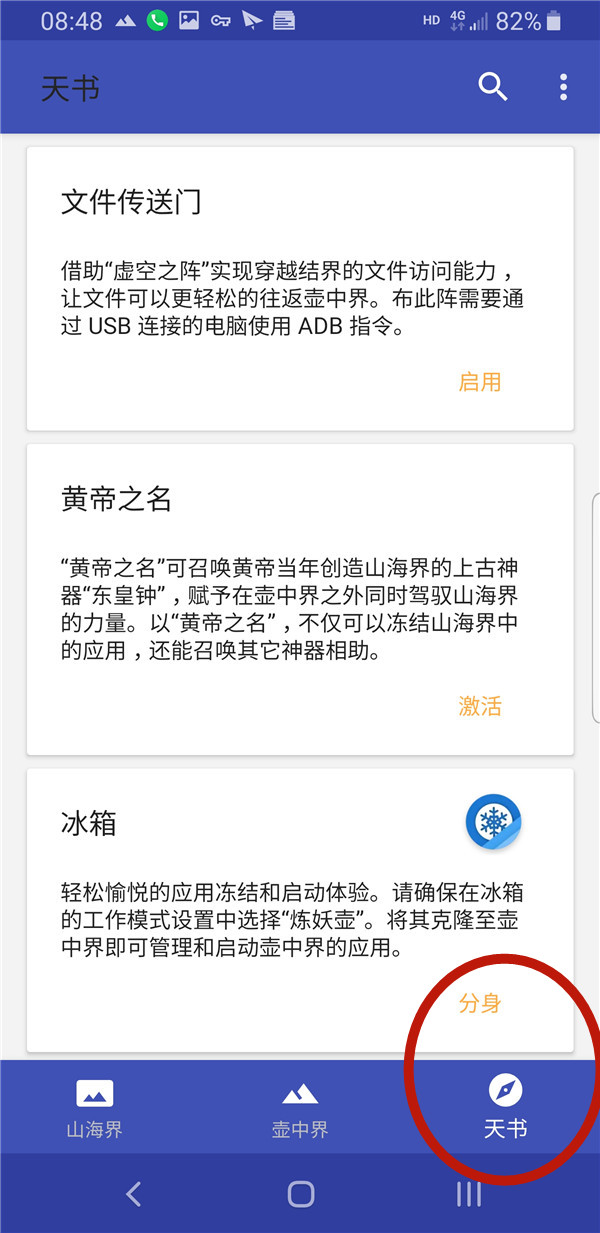 08:48 HD 4G 82%
天书
文件传送门
借助“虚空之阵”实现穿越结界的文件访问能力，
让文件可以更轻松的往返壶中界。布此阵需要通
过 USB 连接的电脑使用 ADB 指令。
启用
黄帝之名
“黄帝之名”可召唤黄帝当年创造山海界的上古神
器“东皇钟”，赋予在壶中界之外同时驾驭山海界
的力量。以“黄帝之名”，不仅可以冻结山海界中
的应用，还能召唤其它神器相助。
激活
冰箱
轻松愉悦的应用冻结和启动体验。请确保在冰箱
的工作模式设置中选择“炼妖壶”。将其克隆至壶
中界即可管理和启动壶中界的应用。
分身
山海界 壶中界 天书